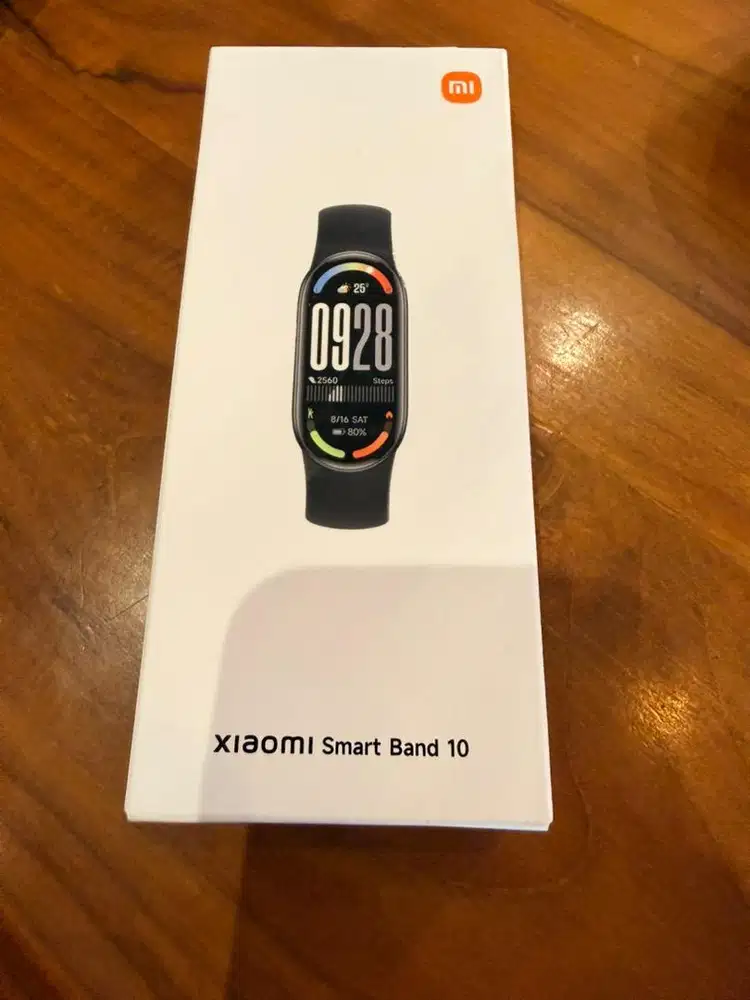 mi
25°
0928
2560 Steps
8/16 SAT
80%
xiaomi Smart Band 10